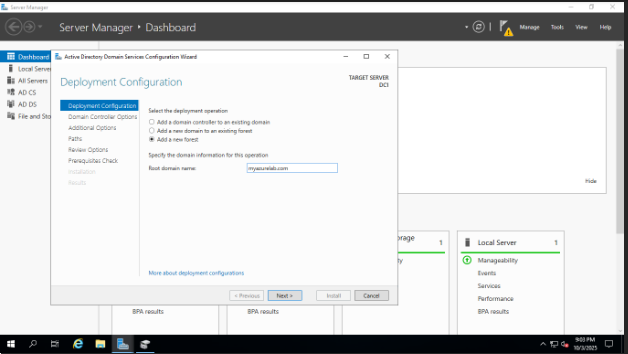 Server Manager
Server Manager • Dashboard
Manage Tools View Help
Dashboard
Local Serve
All Servers
AD CS
AD DS
File and Sto
Active Directory Domain Services Configuration Wizard
Deployment Configuration
TARGET SERVER
DC1
Deployment Configuration
Domain Controller Options
Additional Options
Paths
Review Options
Prerequisites Check
Installation
Results
Select the deployment operation
Add a domain controller to an existing domain
Add a new domain to an existing forest
Add a new forest
Specify the domain information for this operation
Root domain name:
myazurelab.com
More about deployment configurations
< Previous
Next >
Install
Cancel
Hide
orage 1
ty
BPA results
BPA results
Local Server 1
Manageability
Events
Services
Performance
BPA results
9:03 PM
10/3/2025